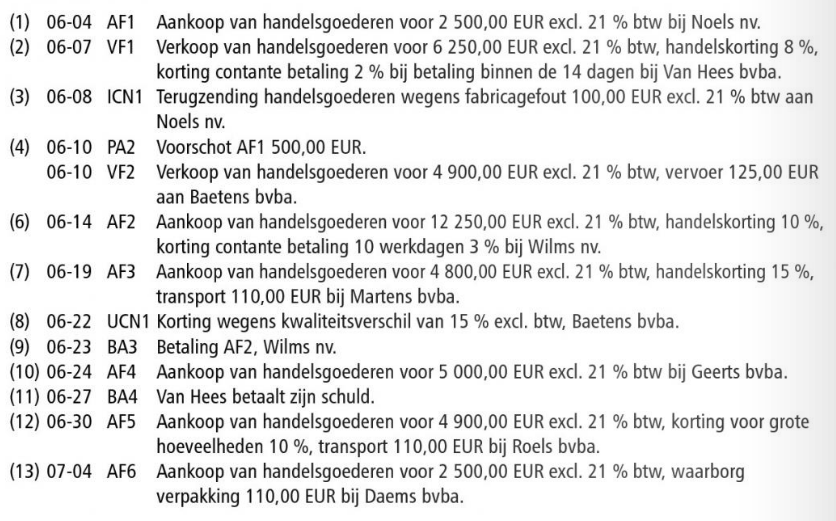 (1) 06-04 AF1 Aankoop van handelsgoederen voor 2 500,00 EUR excl. 21 % btw bij Noels nv.
(2) 06-07 VF1 Verkoop van handelsgoederen voor 6 250,00 EUR excl. 21 % btw, handelskorting 8 %,
korting contante betaling 2 % bij betaling binnen de 14 dagen bij Van Hees bvba.
(3) 06-08 ICN1 Terugzending handelsgoederen wegens fabricagefout 100,00 EUR excl. 21 % btw aan
Noels nv.
(4) 06-10 PA2 Voorschot AF1 500,00 EUR.
06-10 VF2 Verkoop van handelsgoederen voor 4 900,00 EUR excl. 21 % btw, vervoer 125,00 EUR
aan Baetens bvba.
(6) 06-14 AF2 Aankoop van handelsgoederen voor 12 250,00 EUR excl. 21 % btw, handelskorting 10 %,
korting contante betaling 10 werkdagen 3 % bij Wilms nv.
(7) 06-19 AF3 Aankoop van handelsgoederen voor 4 800,00 EUR excl. 21 % btw, handelskorting 15 %,
transport 110,00 EUR bij Martens bvba.
(8) 06-22 UCN1 Korting wegens kwaliteitsverschil van 15 % excl. btw, Baetens bvba.
(9) 06-23 BA3 Betaling AF2, Wilms nv.
(10) 06-24 AF4 Aankoop van handelsgoederen voor 5 000,00 EUR excl. 21 % btw bij Geerts bvba.
(11) 06-27 BA4 Van Hees betaalt zijn schuld.
(12) 06-30 AF5 Aankoop van handelsgoederen voor 4 900,00 EUR excl. 21 % btw, korting voor grote
hoeveelheden 10 %, transport 110,00 EUR bij Roels bvba.
(13) 07-04 AF6 Aankoop van handelsgoederen voor 2 500,00 EUR excl. 21 % btw, waarborg
verpakking 110,00 EUR bij Daems bvba.